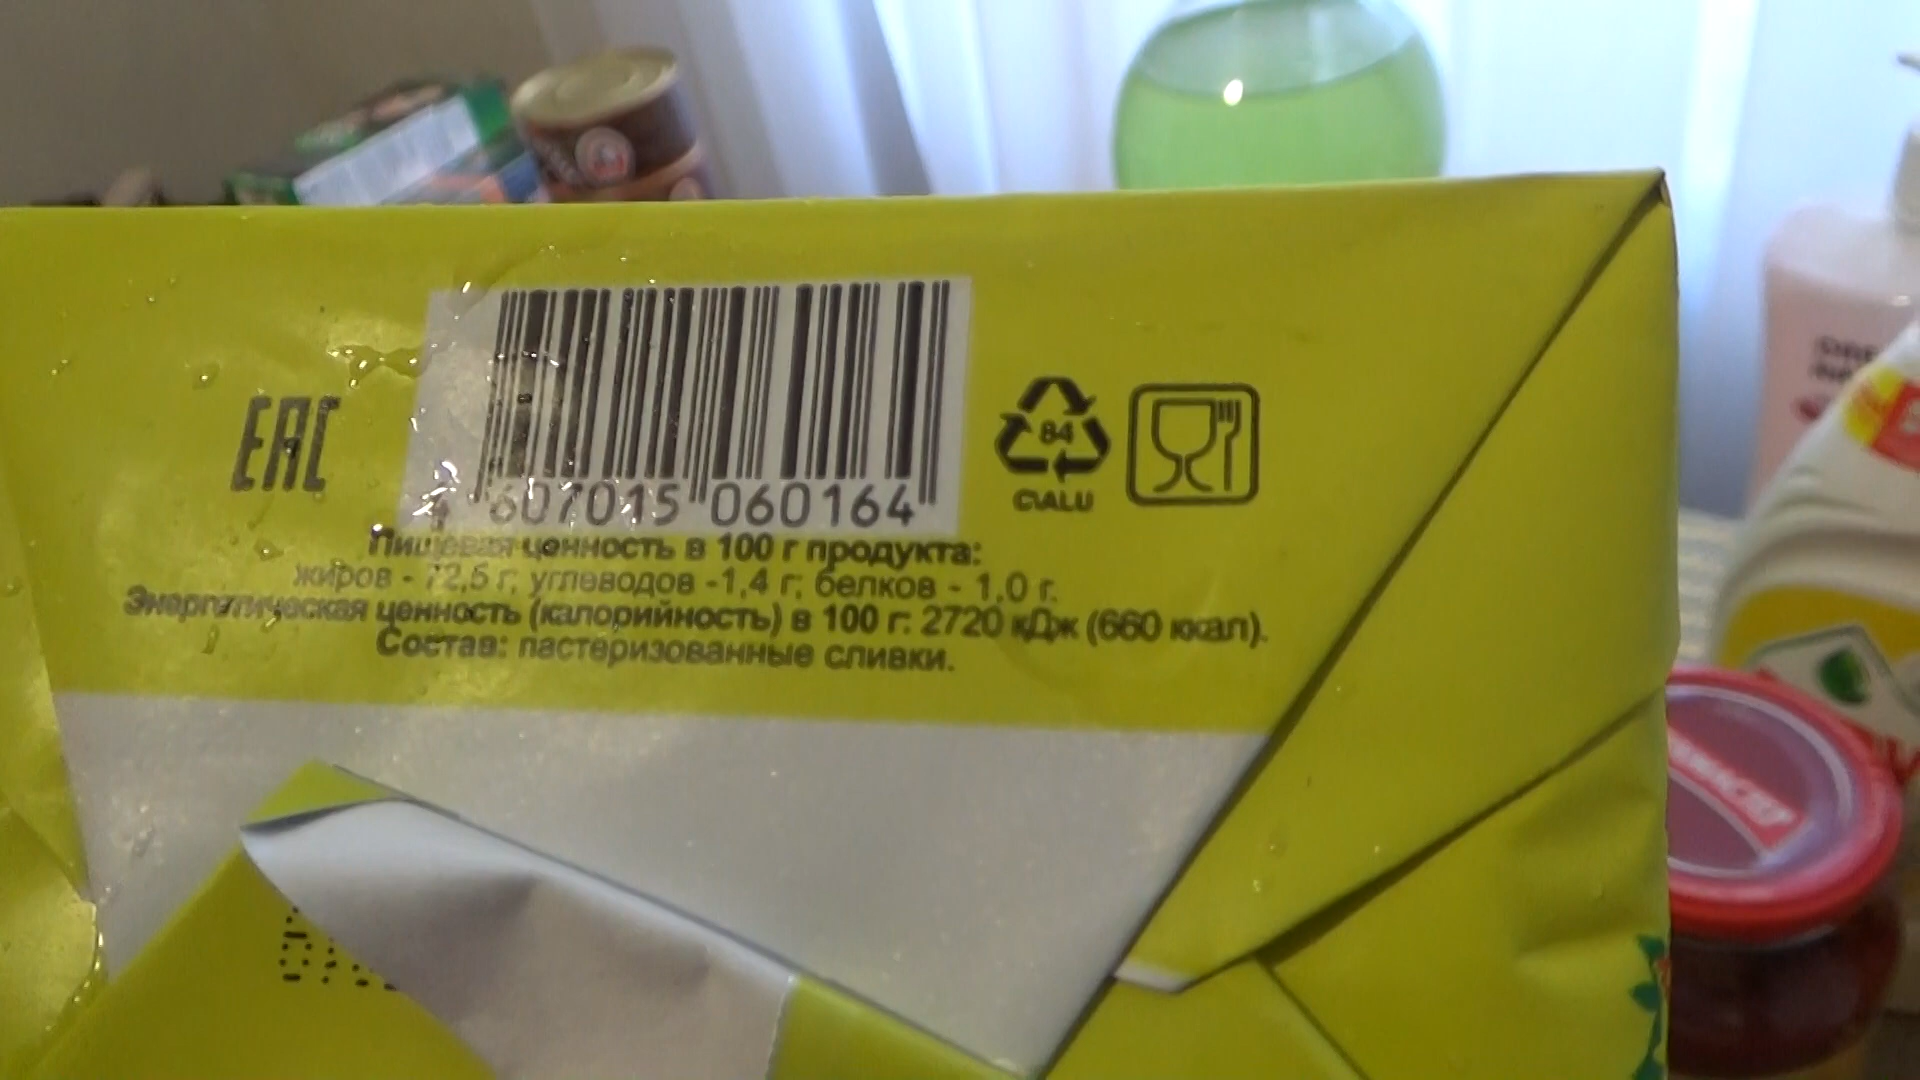 EAC
4 607015 060164
84
C\ALU
Пищевая ценность в 100 г продукта:
жиров - 72,5 г; углеводов -1,4 г; белков - 1,0 г.
Энергетическая ценность (калорийность) в 100 г: 2720 кДж (660 ккал).
Состав: пастеризованные сливки.